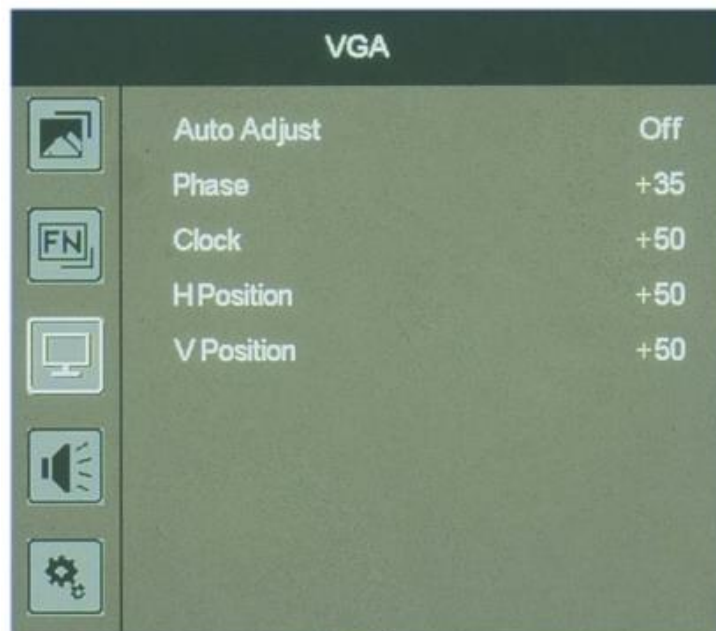 VGA
Auto Adjust Off
Phase +35
FN
Clock +50
H Position +50
V Position +50